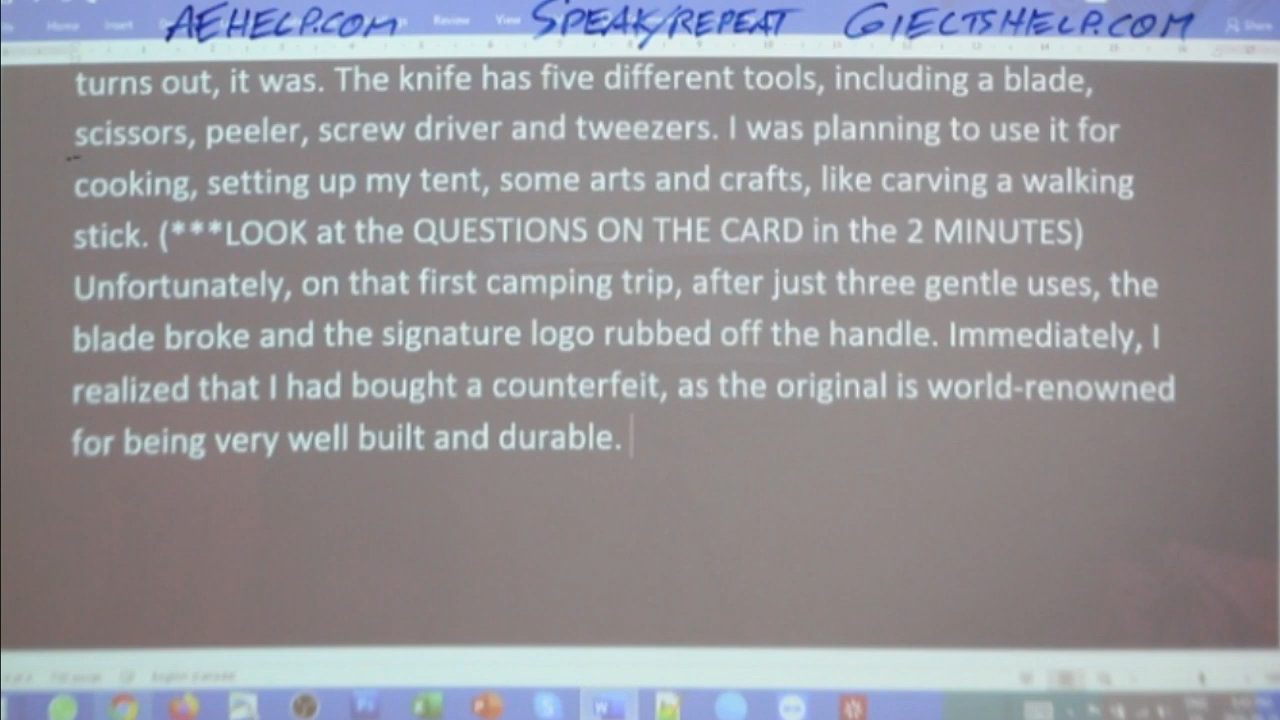 AEHELP.COM SPEAK/REPEAT GIELTSHELP.COM
Home Insert Review View Share
turns out, it was. The knife has five different tools, including a blade,
scissors, peeler, screw driver and tweezers. I was planning to use it for
cooking, setting up my tent, some arts and crafts, like carving a walking
stick. (***LOOK at the QUESTIONS ON THE CARD in the 2 MINUTES)
Unfortunately, on that first camping trip, after just three gentle uses, the
blade broke and the signature logo rubbed off the handle. Immediately, I
realized that I had bought a counterfeit, as the original is world-renowned
for being very well built and durable.